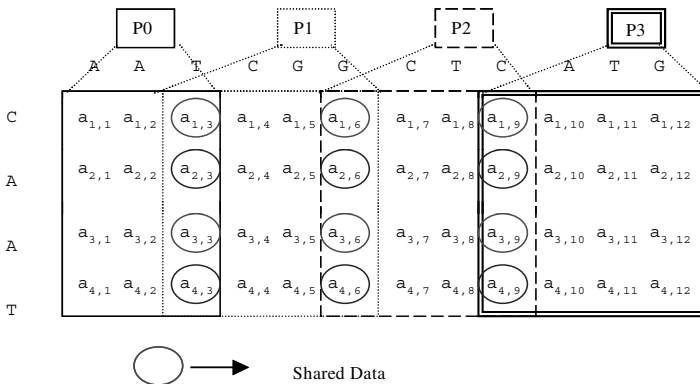 P0 P1 P2 P3
A A T C G G C T C A T G
C a1,1 a1,2 a1,3 a1,4 a1,5 a1,6 a1,7 a1,8 a1,9 a1,10 a1,11 a1,12
A a2,1 a2,2 a2,3 a2,4 a2,5 a2,6 a2,7 a2,8 a2,9 a2,10 a2,11 a2,12
A a3,1 a3,2 a3,3 a3,4 a3,5 a3,6 a3,7 a3,8 a3,9 a3,10 a3,11 a3,12
T a4,1 a4,2 a4,3 a4,4 a4,5 a4,6 a4,7 a4,8 a4,9 a4,10 a4,11 a4,12
Shared Data